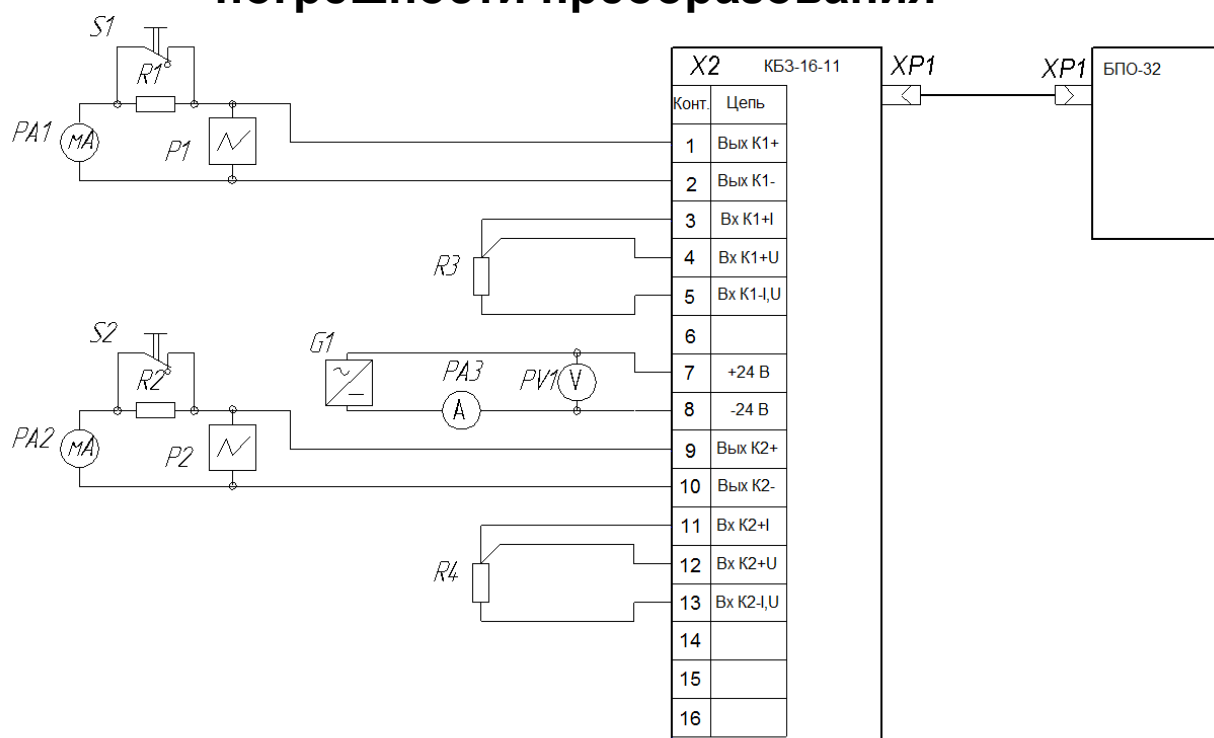 погрешности преобразования
S1
R1
PA1
mA
P1
X2 КБЗ-16-11
XP1
XP1
БПО-32
Конт. Цепь
1 Вых К1+
2 Вых К1-
3 Вх К1+I
4 Вх К1+U
5 Вх К1-I,U
6
7 +24 В
8 -24 В
9 Вых К2+
10 Вых К2-
11 Вх К2+I
12 Вх К2+U
13 Вх К2-I,U
14
15
16
R3
S2
R2
PA2
mA
P2
G1
PA3
A
PV1
V
R4